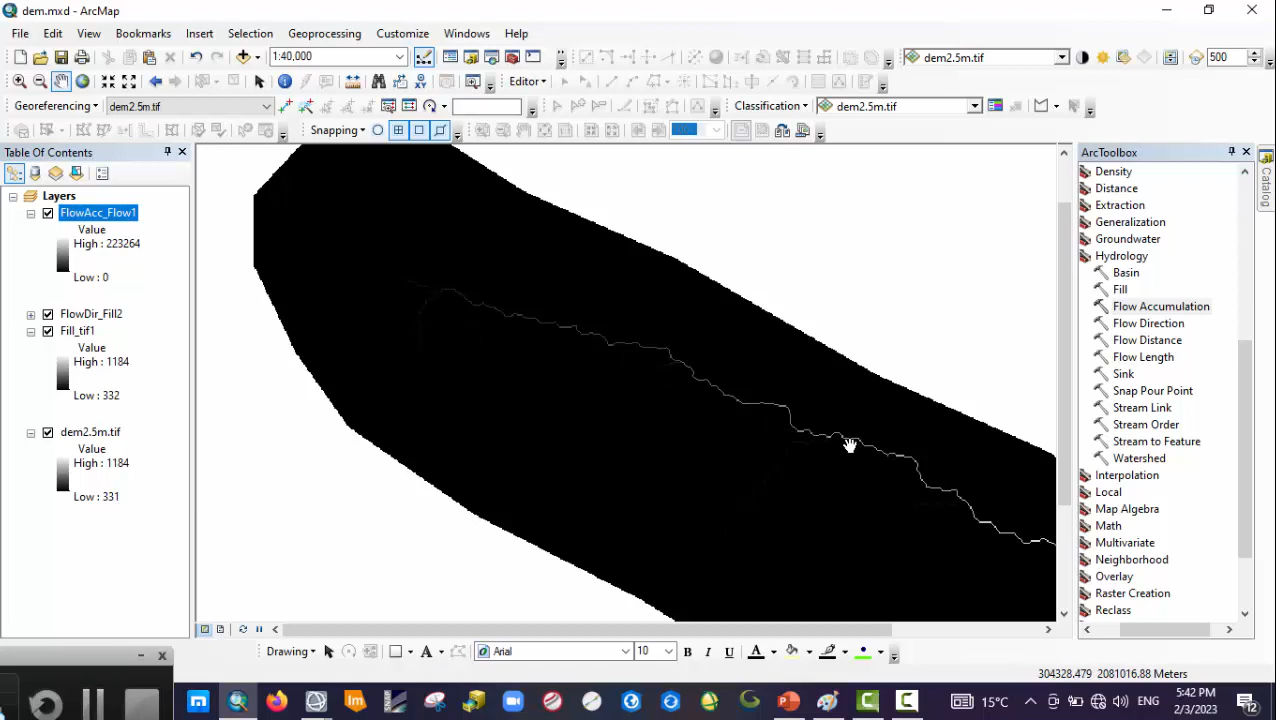 dem.mxd - ArcMap
File Edit View Bookmarks Insert Selection Geoprocessing Customize Windows Help
1:40,000 dem2.5m.tif 500
Editor
Georeferencing dem2.5m.tif Classification dem2.5m.tif
Snapping
Table Of Contents
Layers
FlowAcc_Flow1
Value
High : 223264
Low : 0
FlowDir_Fill2
Fill_tif1
Value
High : 1184
Low : 332
dem2.5m.tif
Value
High : 1184
Low : 331
ArcToolbox
Density
Distance
Extraction
Generalization
Groundwater
Hydrology
Basin
Fill
Flow Accumulation
Flow Direction
Flow Distance
Flow Length
Sink
Snap Pour Point
Stream Link
Stream Order
Stream to Feature
Watershed
Interpolation
Local
Map Algebra
Math
Multivariate
Neighborhood
Overlay
Raster Creation
Reclass
Catalog
Drawing A Arial 10 B I U A
304328.479 2081016.88 Meters
15°C ENG 5:42 PM
2/3/2023 12